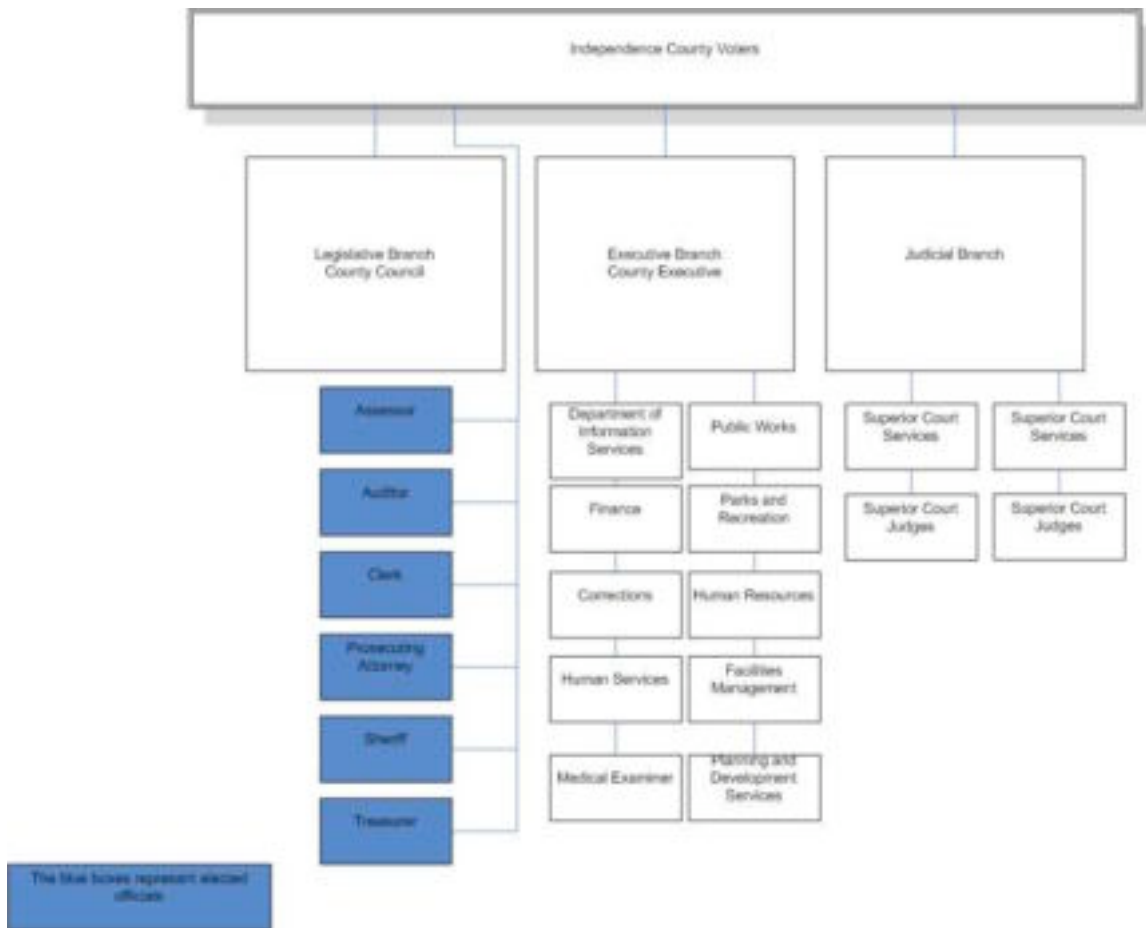 Independence County Voters
Legislative Branch
County Council
Executive Branch
County Executive
Judicial Branch
Assessor
Auditor
Clerk
Prosecuting
Attorney
Sheriff
Treasurer
Department of
Information
Services
Finance
Corrections
Human Services
Medical Examiner
Public Works
Parks and
Recreation
Human Resources
Facilities
Management
Planning and
Development
Services
Superior Court
Services
Superior Court
Judges
Superior Court
Services
Superior Court
Judges
The blue boxes represent elected
officials